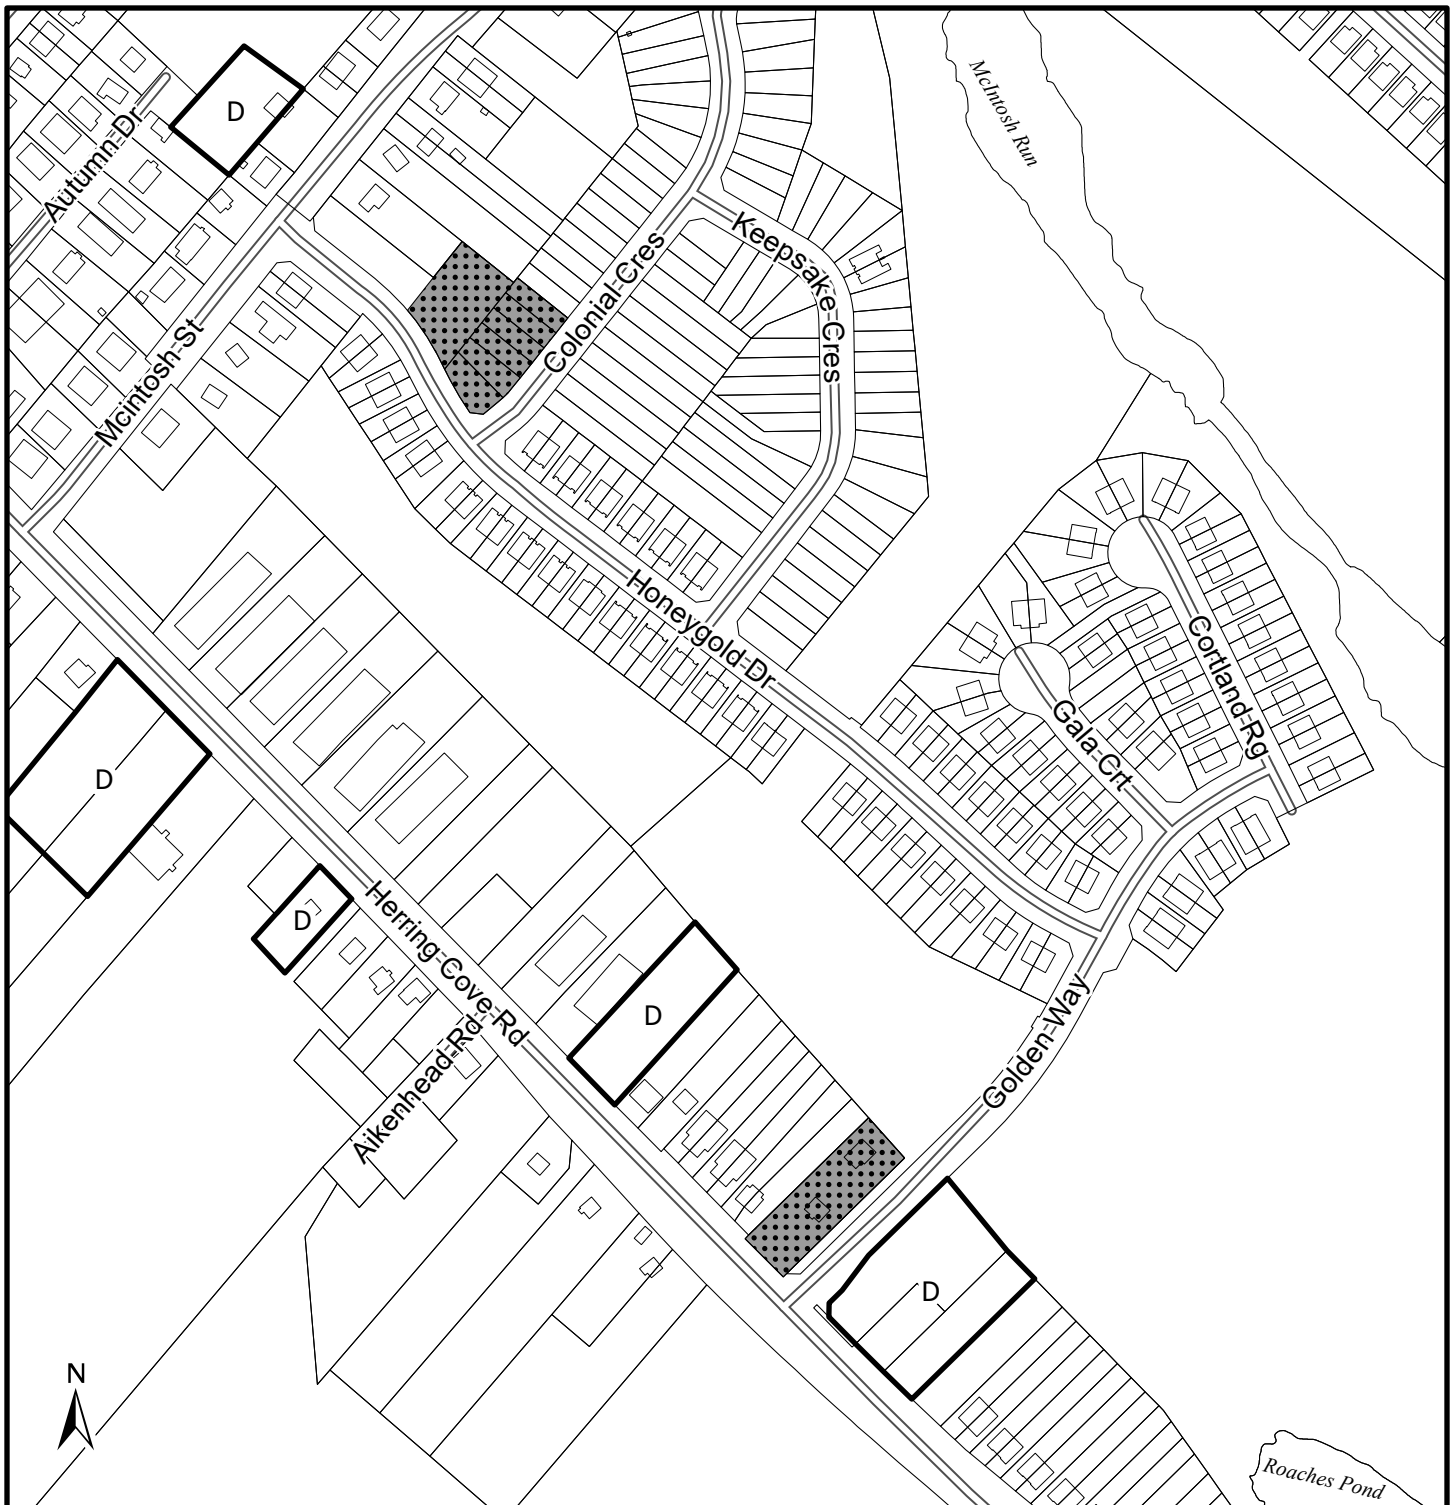 McIntosh Run
D
Autumn Dr
Keepsake Cres
Colonial Cres
Mcintosh St
Honeygold Dr
Cortland Rg
Gala Crt
D
D
Herring Cove Rd
D
Aikenhead Rd
Golden Way
D
N
Roaches Pond